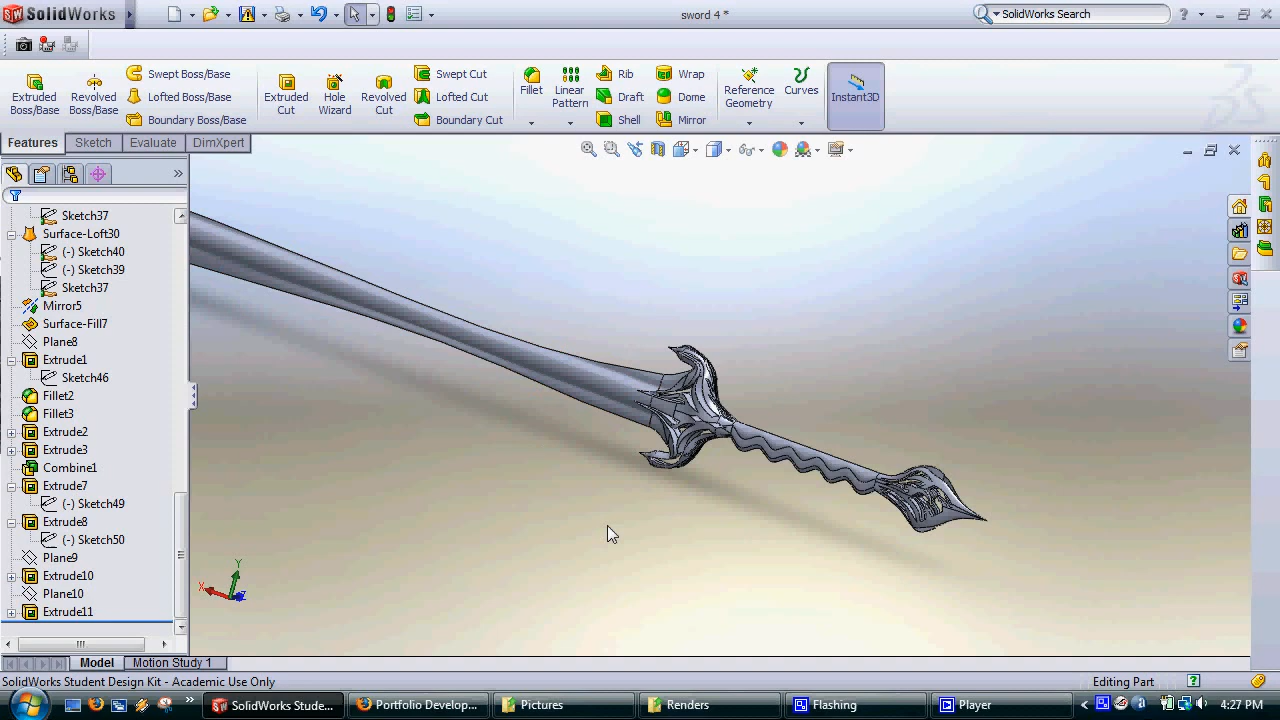 SolidWorks
sword 4 *
SolidWorks Search
Extruded Boss/Base
Revolved Boss/Base
Swept Boss/Base
Lofted Boss/Base
Boundary Boss/Base
Extruded Cut
Hole Wizard
Revolved Cut
Swept Cut
Lofted Cut
Boundary Cut
Fillet
Linear Pattern
Rib
Draft
Shell
Wrap
Dome
Mirror
Reference Geometry
Curves
Instant3D
Features
Sketch
Evaluate
DimXpert
Sketch37
Surface-Loft30
(-) Sketch40
(-) Sketch39
Sketch37
Mirror5
Surface-Fill7
Plane8
Extrude1
Sketch46
Fillet2
Fillet3
Extrude2
Extrude3
Combine1
Extrude7
(-) Sketch49
Extrude8
(-) Sketch50
Plane9
Extrude10
Plane10
Extrude11
Y
X
Z
Model
Motion Study 1
SolidWorks Student Design Kit - Academic Use Only
Editing Part
SolidWorks Stude...
Portfolio Develop...
Pictures
Renders
Flashing
Player
4:27 PM